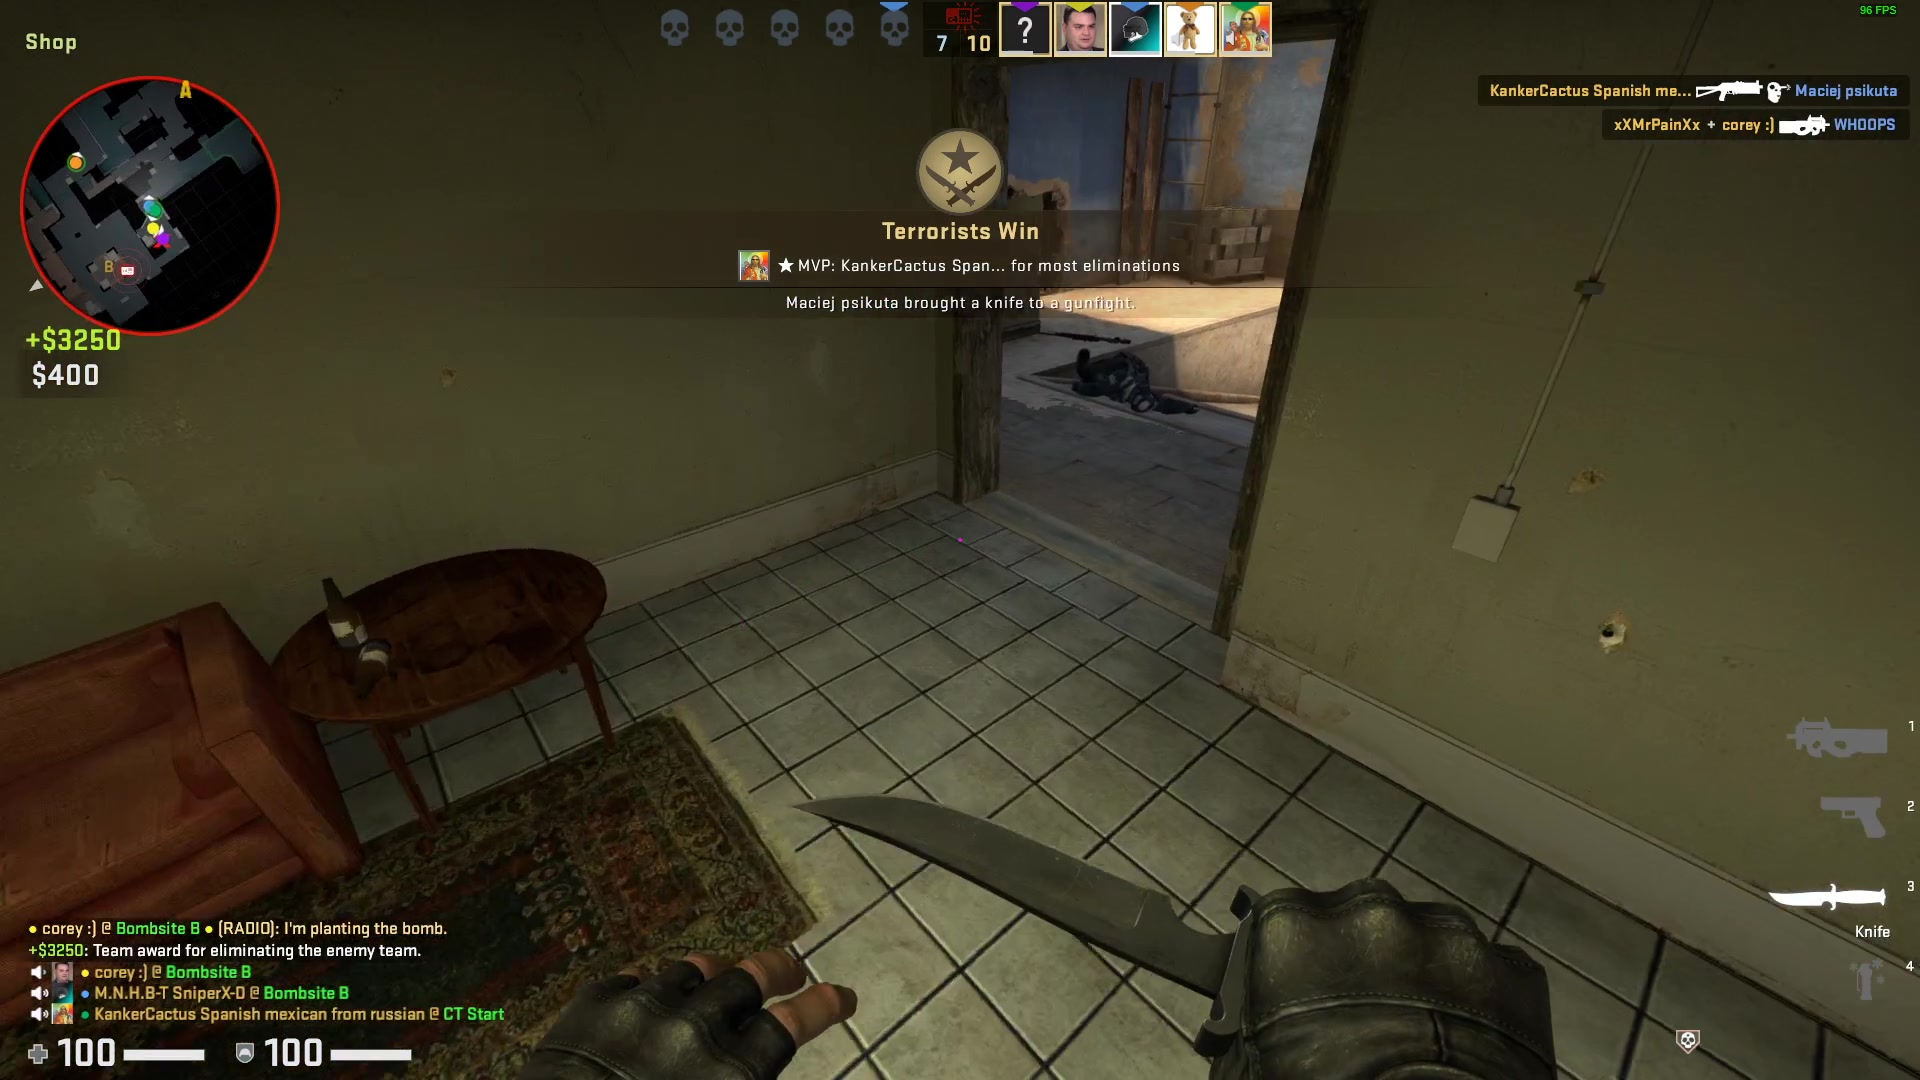 96 FPS
Shop
7 10
?
A
KankerCactus Spanish me... Maciej psikuta
xXMrPainXx + corey :) WHOOPS
Terrorists Win
★ MVP: KankerCactus Span... for most eliminations
Maciej psikuta brought a knife to a gunfight.
B
+$3250
$400
1
2
3
Knife
4
• corey :) @ Bombsite B • (RADIO): I'm planting the bomb.
+$3250: Team award for eliminating the enemy team.
• corey :) @ Bombsite B
• M.N.H.B-T SniperX-D @ Bombsite B
• KankerCactus Spanish mexican from russian @ CT Start
100 100